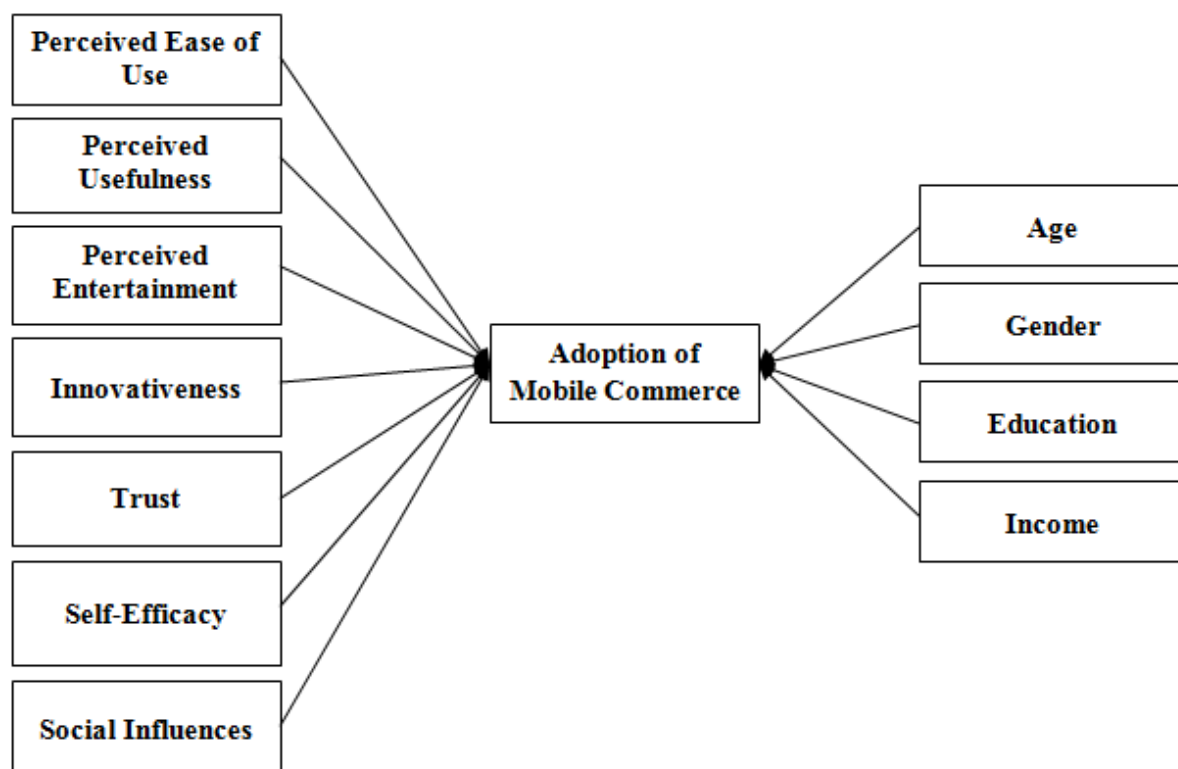 Perceived Ease of
Use
Perceived
Usefulness
Perceived
Entertainment
Innovativeness
Trust
Self-Efficacy
Social Influences
Adoption of
Mobile Commerce
Age
Gender
Education
Income